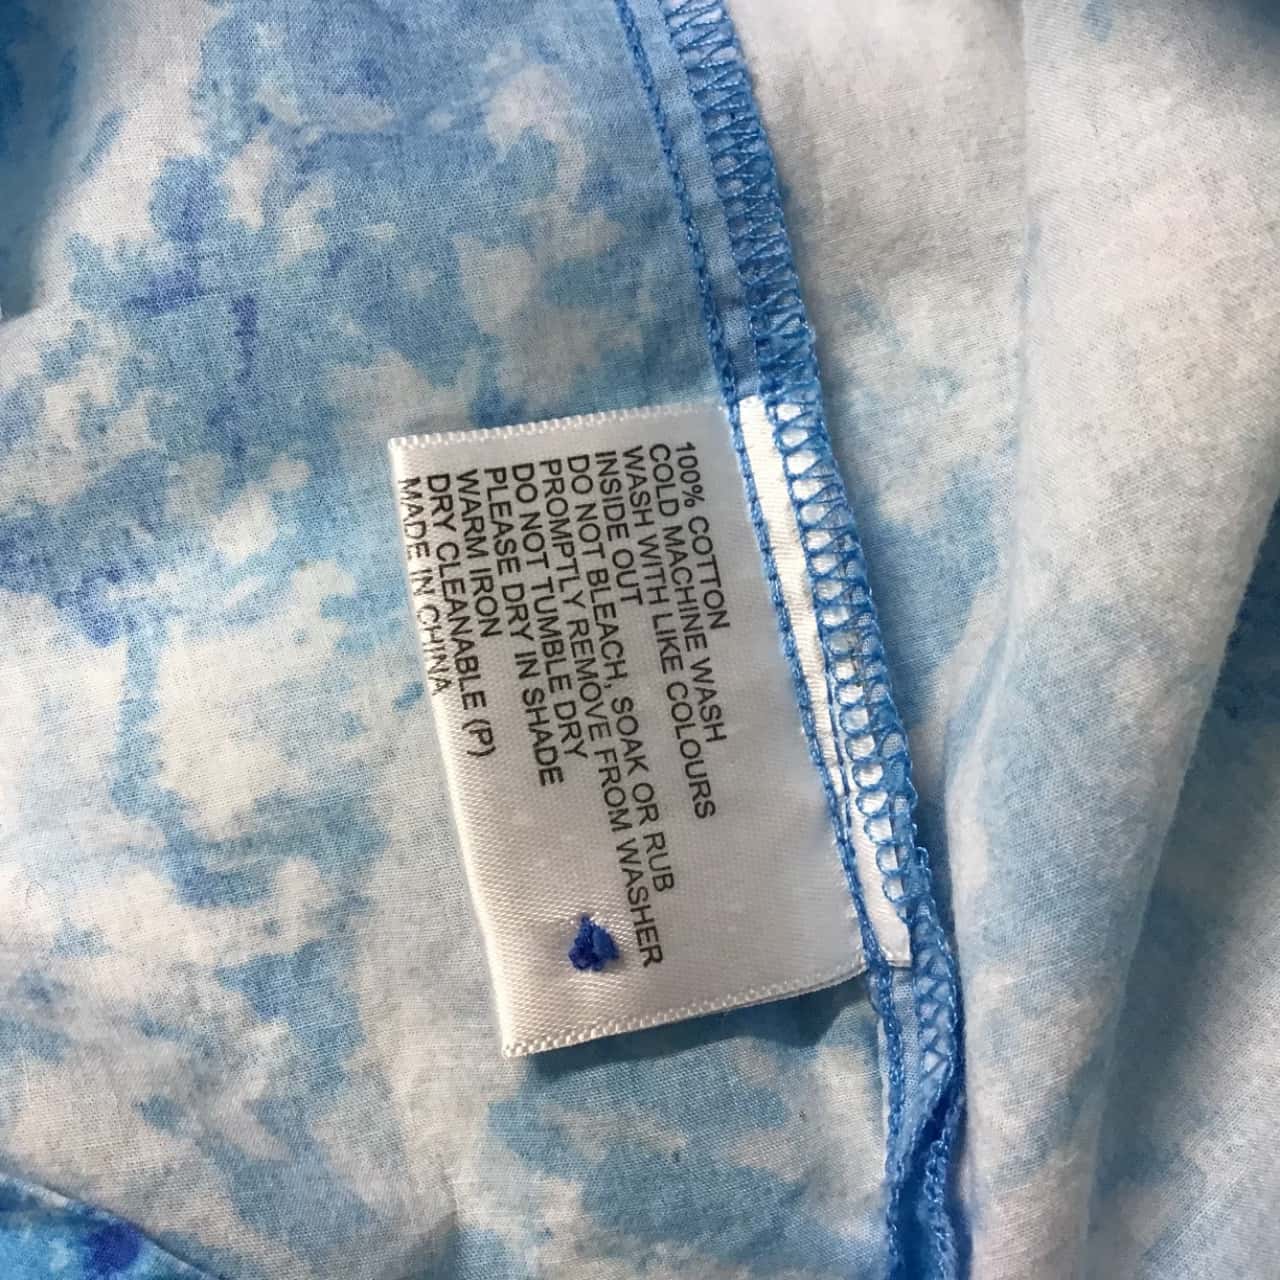 100% COTTON
COLD MACHINE WASH
WASH WITH LIKE COLOURS
INSIDE OUT
DO NOT BLEACH, SOAK OR RUB
PROMPTLY REMOVE FROM WASHER
DO NOT TUMBLE DRY
PLEASE DRY IN SHADE
WARM IRON
DRY CLEANABLE (P)
MADE IN CHINA